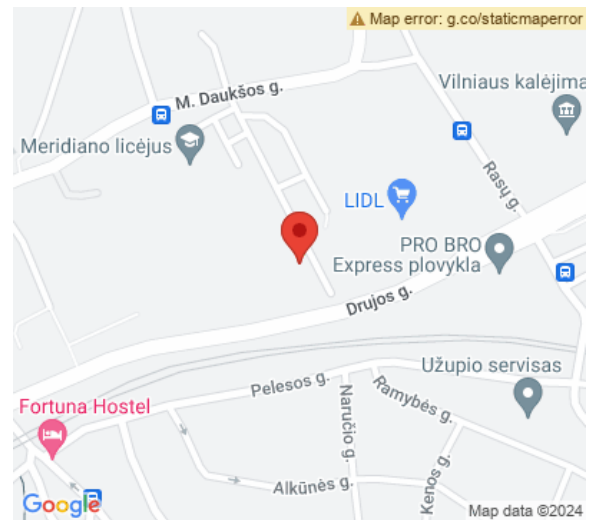 Map error: g.co/staticmaperror
M. Daukšos g.
Vilniaus kalėjima
Meridiano licėjus
Rasų g.
LIDL
PRO BRO
Express plovykla
Drujos g.
Užupio servisas
Pelesos g.
Ramybės g.
Naručio g.
Fortuna Hostel
Kenos g.
Alkūnės g.
Google
Map data ©2024